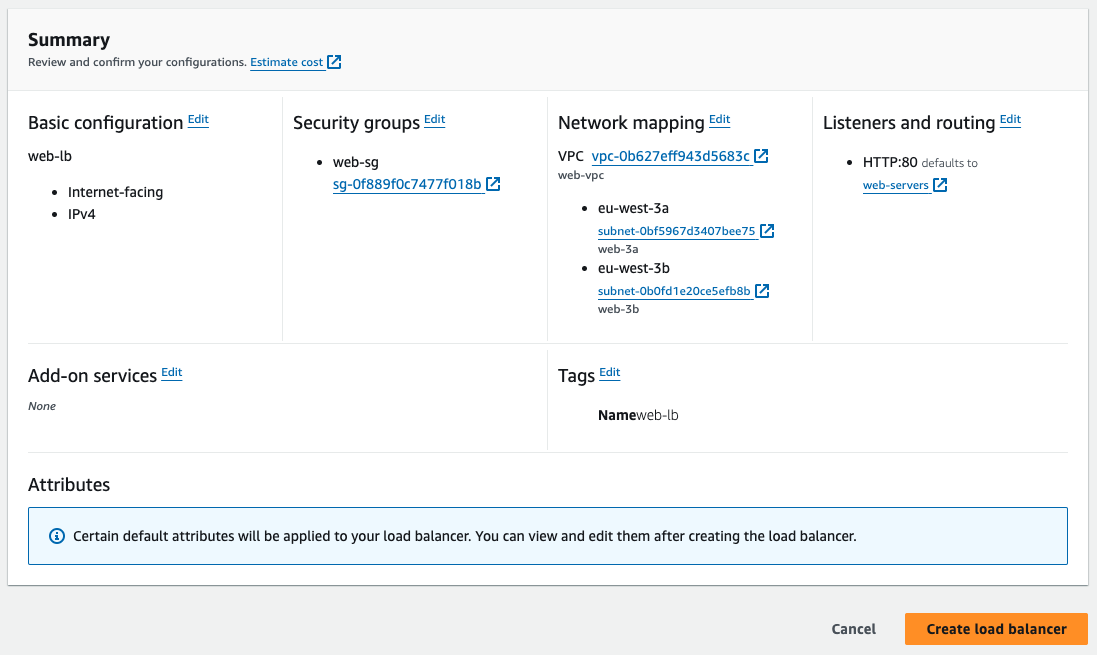 Summary
Review and confirm your configurations. Estimate cost
Basic configuration Edit
web-lb
Internet-facing
IPv4
Security groups Edit
web-sg
sg-0f889f0c7477f018b
Network mapping Edit
VPC vpc-0b627eff943d5683c
web-vpc
eu-west-3a
subnet-0bf5967d3407bee75
web-3a
eu-west-3b
subnet-0b0fd1e20ce5efb8b
web-3b
Listeners and routing Edit
HTTP:80 defaults to
web-servers
Add-on services Edit
None
Tags Edit
Nameweb-lb
Attributes
Certain default attributes will be applied to your load balancer. You can view and edit them after creating the load balancer.
Cancel
Create load balancer